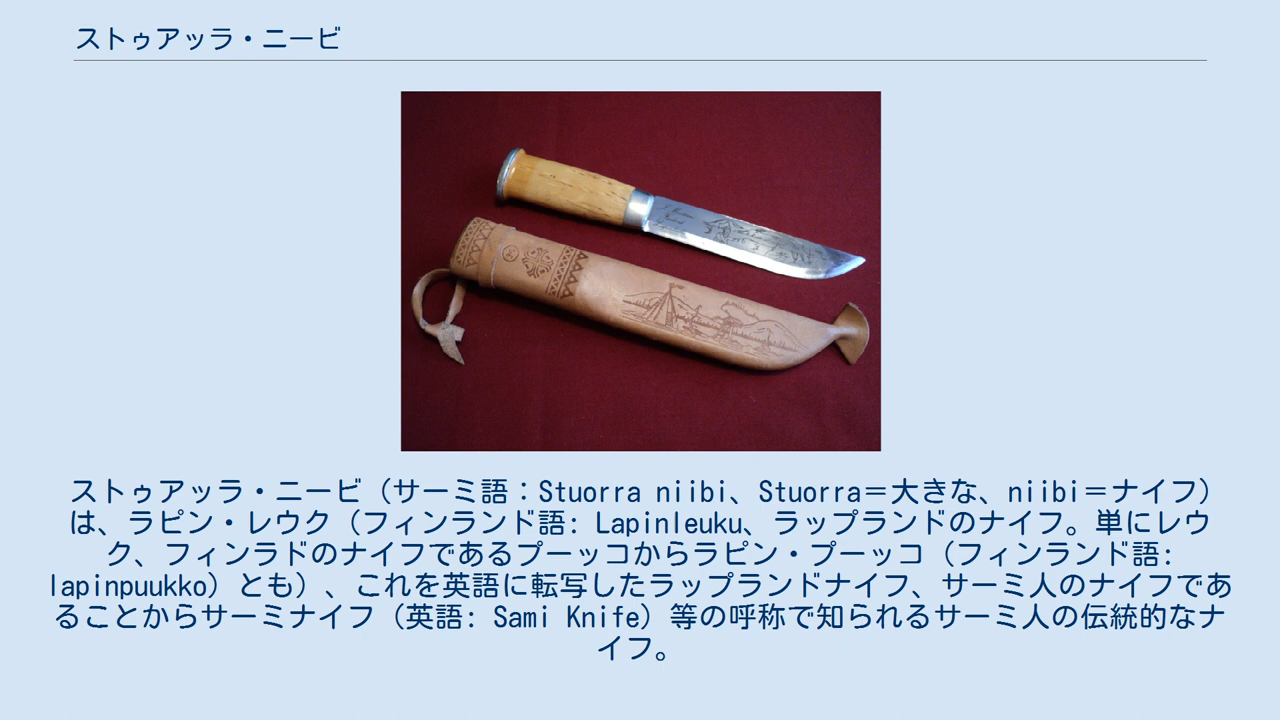 ストゥアッラ・ニービ
ストゥアッラ・ニービ（サーミ語：Stuorra niibi、Stuorra＝大きな、niibi＝ナイフ）
は、ラピン・レウク（フィンランド語: Lapinleuku、ラップランドのナイフ。単にレウ
ク、フィンラドのナイフであるプーッコからラピン・プーッコ（フィンランド語:
lapinpuukko）とも）、これを英語に転写したラップランドナイフ、サーミ人のナイフであ
ることからサーミナイフ（英語: Sami Knife）等の呼称で知られるサーミ人の伝統的なナ
イフ。